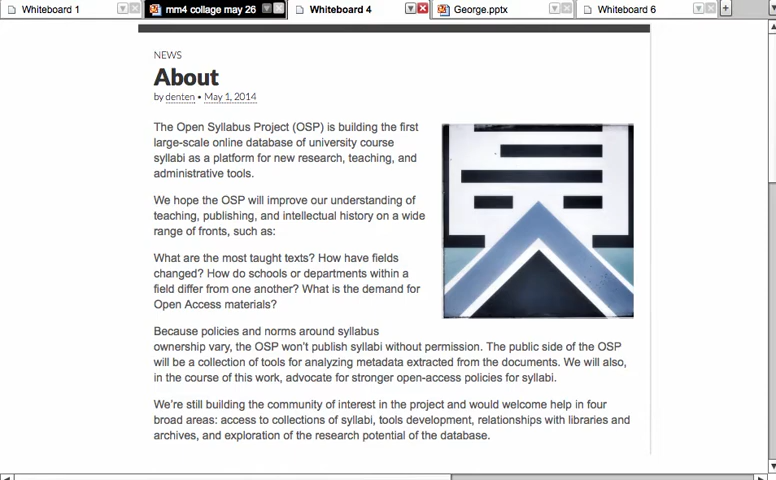 Whiteboard 1
mm4 collage may 26
Whiteboard 4
George.pptx
Whiteboard 6
NEWS
About
by denten • May 1, 2014
The Open Syllabus Project (OSP) is building the first
large-scale online database of university course
syllabi as a platform for new research, teaching, and
administrative tools.
We hope the OSP will improve our understanding of
teaching, publishing, and intellectual history on a wide
range of fronts, such as:
What are the most taught texts? How have fields
changed? How do schools or departments within a
field differ from one another? What is the demand for
Open Access materials?
Because policies and norms around syllabus
ownership vary, the OSP won't publish syllabi without permission. The public side of the OSP
will be a collection of tools for analyzing metadata extracted from the documents. We will also,
in the course of this work, advocate for stronger open-access policies for syllabi.
We're still building the community of interest in the project and would welcome help in four
broad areas: access to collections of syllabi, tools development, relationships with libraries and
archives, and exploration of the research potential of the database.